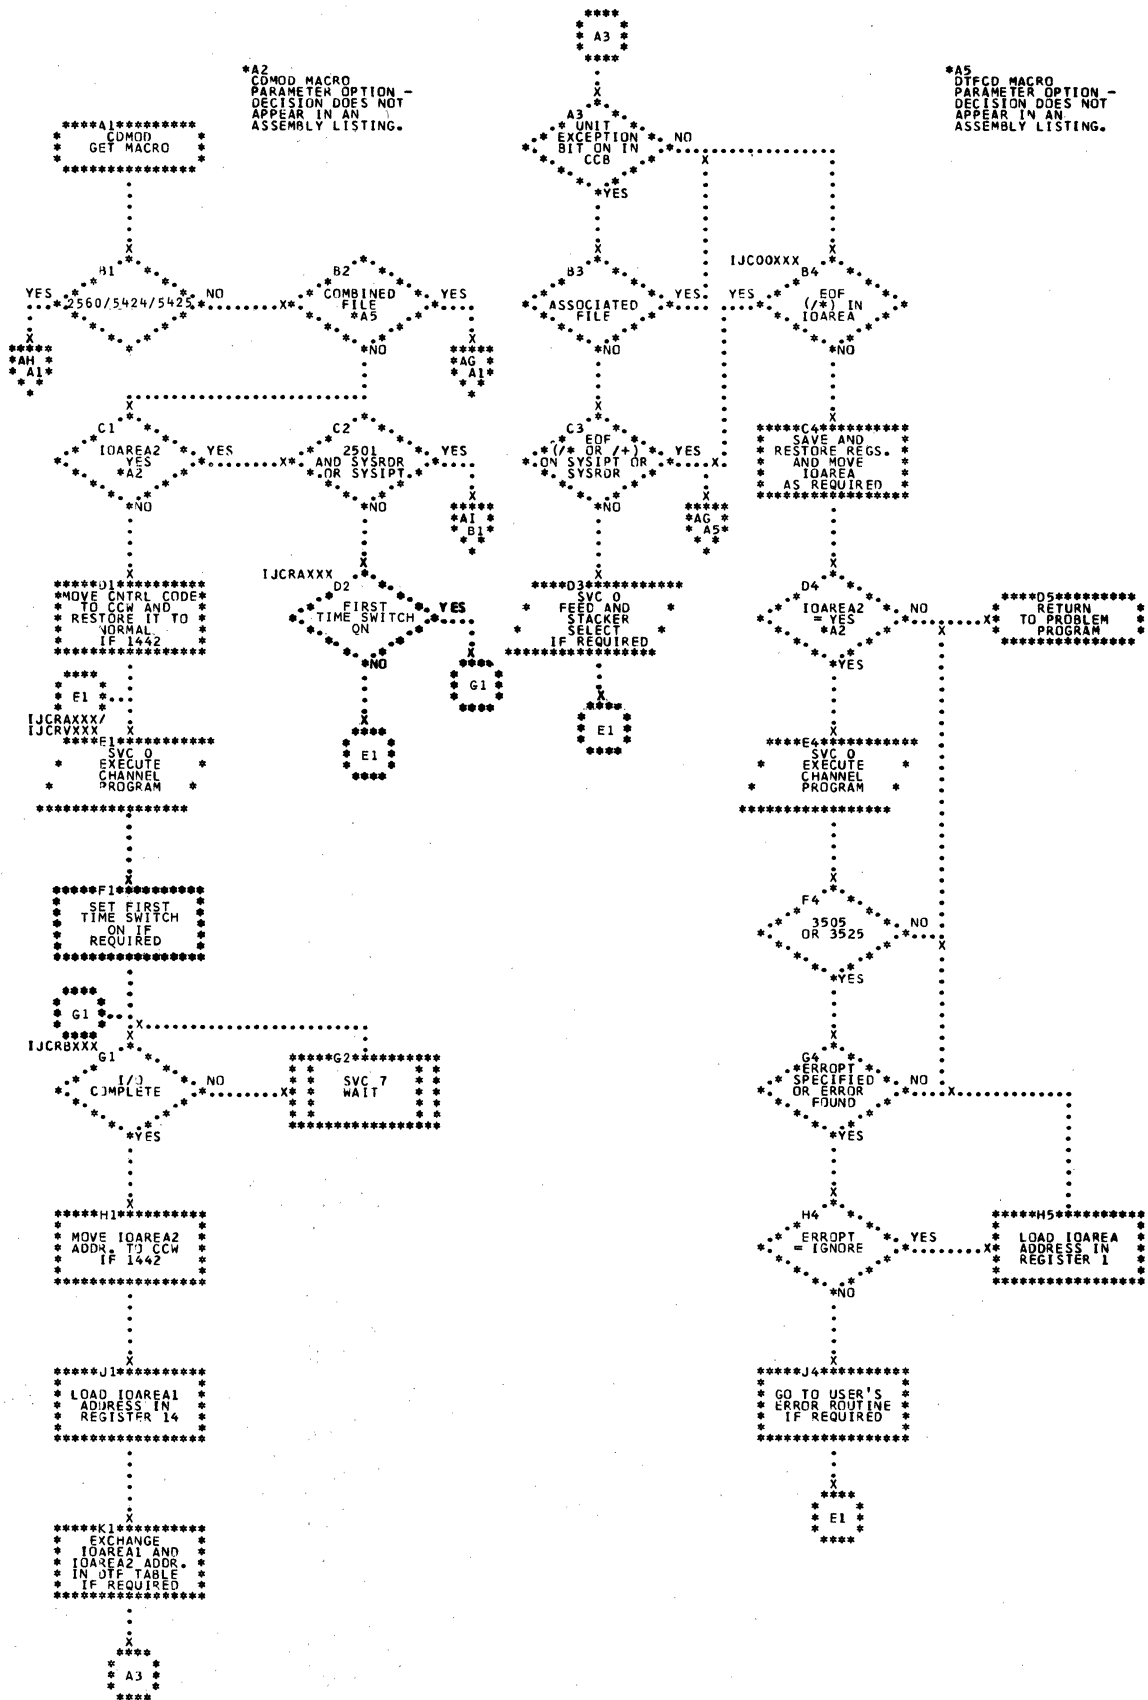 A3
*A2
CDMOD MACRO
PARAMETER OPTION -
DECISION DOES NOT
APPEAR IN AN
ASSEMBLY LISTING.
*A5
DTFCD MACRO
PARAMETER OPTION -
DECISION DOES NOT
APPEAR IN AN
ASSEMBLY LISTING.
A1
CDMOD
GET MACRO
A3
UNIT
EXCEPTION
BIT ON IN
CCB
NO
YES
B1
2560/5424/5425
YES
NO
AH
A1
B2
COMBINED
FILE
*A5
YES
NO
AG
A1
B3
ASSOCIATED
FILE
YES
NO
IJCOOXXX
B4
EOF
(/*) IN
IOAREA
YES
NO
C1
IOAREA2
YES
*A2
YES
NO
C2
2501
AND SYSRDR
OR SYSIPT
YES
NO
AI
B1
C3
EOF
(/* OR /+)
ON SYSIPT OR
SYSRDR
YES
NO
AG
A5
C4
SAVE AND
RESTORE REGS.
AND MOVE
IOAREA
AS REQUIRED
D1
MOVE CNTRL CODE
TO CCW AND
RESTORE IT TO
NORMAL
IF 1442
IJCRAXXX
D2
FIRST
TIME SWITCH
ON
YES
NO
G1
E1
D3
SVC 0
FEED AND
STACKER
SELECT
IF REQUIRED
E1
D4
IOAREA2
= YES
*A2
NO
YES
D5
RETURN
TO PROBLEM
PROGRAM
E1
IJCRAXXX/
IJCRVXXX
E1
SVC 0
EXECUTE
CHANNEL
PROGRAM
E4
SVC 0
EXECUTE
CHANNEL
PROGRAM
F1
SET FIRST
TIME SWITCH
ON IF
REQUIRED
F4
3505
OR 3525
NO
YES
G1
IJCRBXXX
G1
I/O
COMPLETE
NO
YES
G2
SVC 7
WAIT
G4
ERROPT
SPECIFIED
OR ERROR
FOUND
NO
YES
H1
MOVE IOAREA2
ADDR. TO CCW
IF 1442
H4
ERROPT
= IGNORE
YES
NO
H5
LOAD IOAREA
ADDRESS IN
REGISTER 1
J1
LOAD IOAREA1
ADDRESS IN
REGISTER 14
J4
GO TO USER'S
ERROR ROUTINE
IF REQUIRED
E1
K1
EXCHANGE
IOAREA1 AND
IOAREA2 ADDR.
IN DTF TABLE
IF REQUIRED
A3